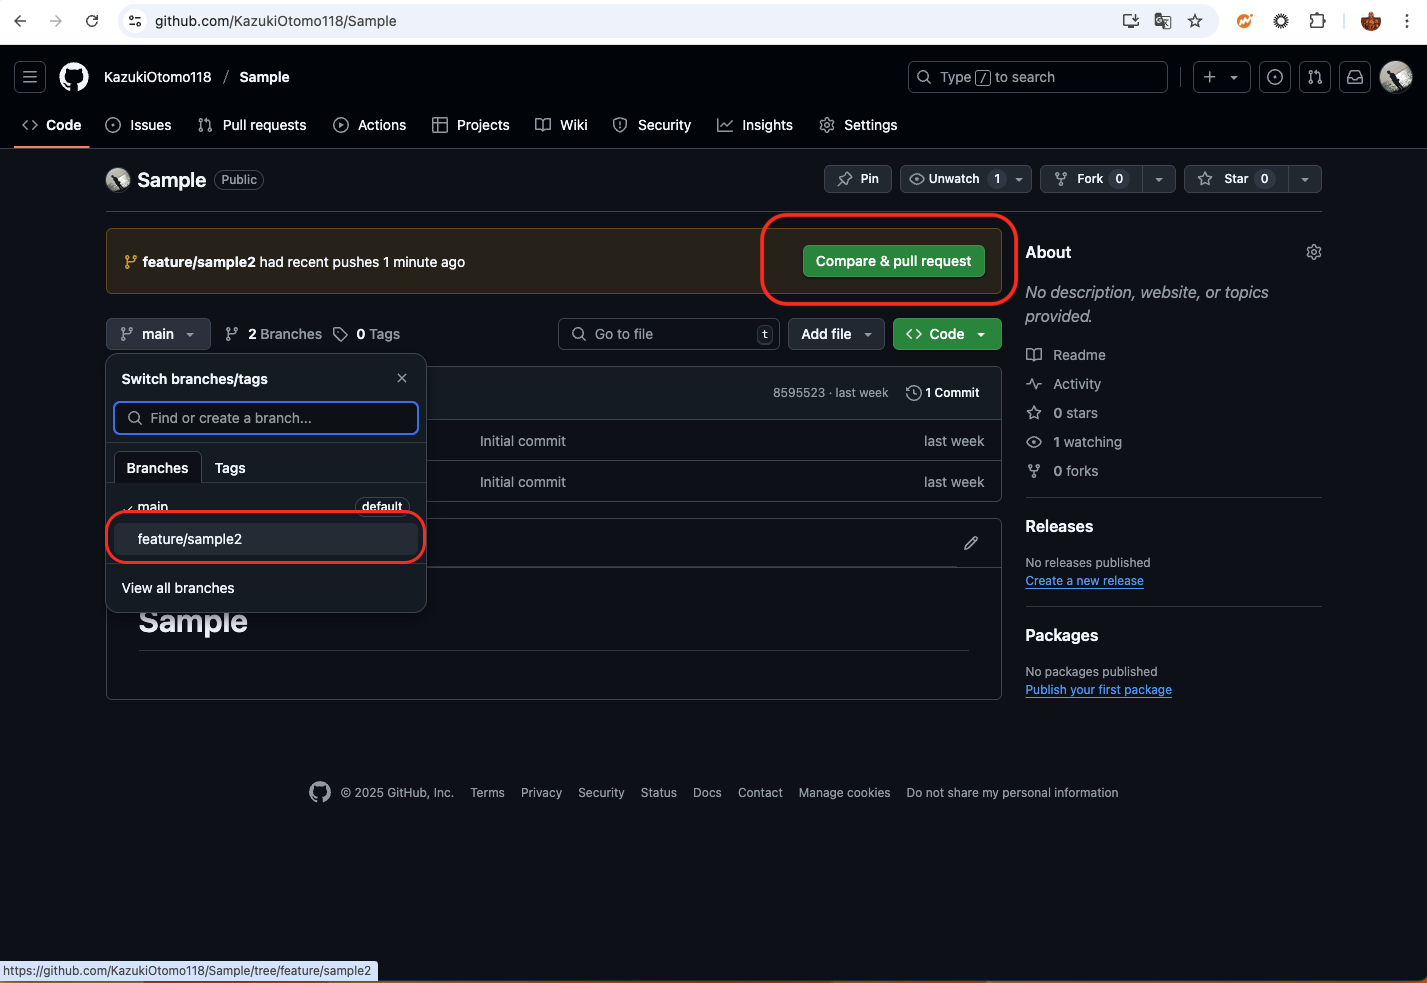 github.com/KazukiOtomo118/Sample
KazukiOtomo118 / Sample
Type / to search
Code Issues Pull requests Actions Projects Wiki Security Insights Settings
Sample Public
Pin Unwatch 1 Fork 0 Star 0
feature/sample2 had recent pushes 1 minute ago
Compare & pull request
main 2 Branches 0 Tags
Go to file t Add file Code
Switch branches/tags
Find or create a branch...
Branches Tags
main default
feature/sample2
View all branches
8595523 · last week 1 Commit
Initial commit last week
Initial commit last week
Sample
About
No description, website, or topics
provided.
Readme
Activity
0 stars
1 watching
0 forks
Releases
No releases published
Create a new release
Packages
No packages published
Publish your first package
© 2025 GitHub, Inc. Terms Privacy Security Status Docs Contact Manage cookies Do not share my personal information
https://github.com/KazukiOtomo118/Sample/tree/feature/sample2